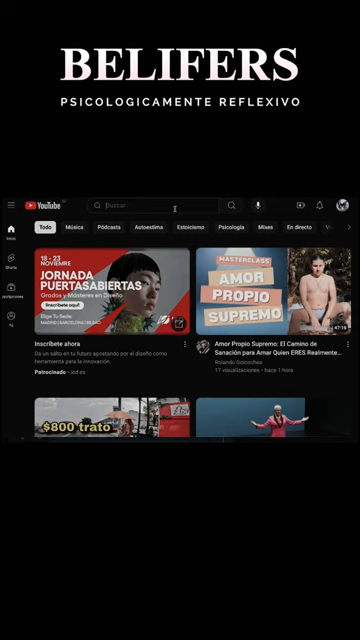 BELIFERS
PSICOLOGICAMENTE REFLEXIVO
YouTube
Buscar
Todo
Música
Pódcasts
Autoestima
Estoicismo
Psicología
Mixes
En directo
Inicio
Shorts
Tú
18 - 23
NOVIEMBRE
JORNADA
PUERTASABIERTAS
Grados y Másteres en Diseño
Inscríbete aquí!
Elige Tu Sede:
MADRID | BARCELONA | BILBAO
MASTERCLASS
AMOR
PROPIO
SUPREMO
47:16
Inscríbete ahora
Da un salto en tu futuro apostando por el diseño como
herramienta para la innovación.
Patrocinado · ied.es
Amor Propio Supremo: El Camino de
Sanación para Amar Quien ERES Realmente...
Rolando Goicochea
17 visualizaciones • hace 1 hora
$800 trato